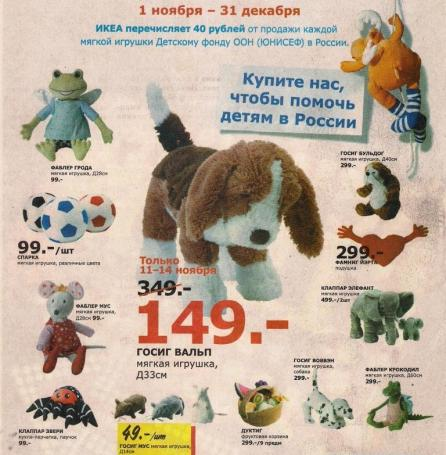 1 ноября – 31 декабря
ИКЕА перечисляет 40 рублей от продажи каждой
мягкой игрушки Детскому фонду ООН (ЮНИСЕФ) в России.
Купите нас,
чтобы помочь
детям в России
ФАБЛЕР ГРОДА
мягкая игрушка, Д28см
99.-
ГОСИГ БУЛЬДОГ
мягкая игрушка, Д40см
299.-
99.-/шт
СПАРКА
мягкая игрушка, различные цвета
299.-
ФАМНИГ ЙЭРТА
подушка
Только
11–14 ноября
349.-
149.-
ГОСИГ ВАЛЬП
мягкая игрушка,
Д33см
ФАБЛЕР МУС
мягкая игрушка,
Д28см 99.-
КЛАППАР ЭЛЕФАНТ
мягкая игрушка,
499.-/2шт
ГОСИГ ВОВВЭН
мягкая
игрушка,
собака
299.-
ФАБЛЕР КРОКОДИЛ
мягкая игрушка, Д60см
299.-
КЛАППАР ЗВЕРИ
кукла-перчатка, паучок
99.-
49.-/шт
ГОСИГ МУС мягкая игрушка,
Д14см
ДУКТИГ
фруктовая корзина
299.-/9 предм